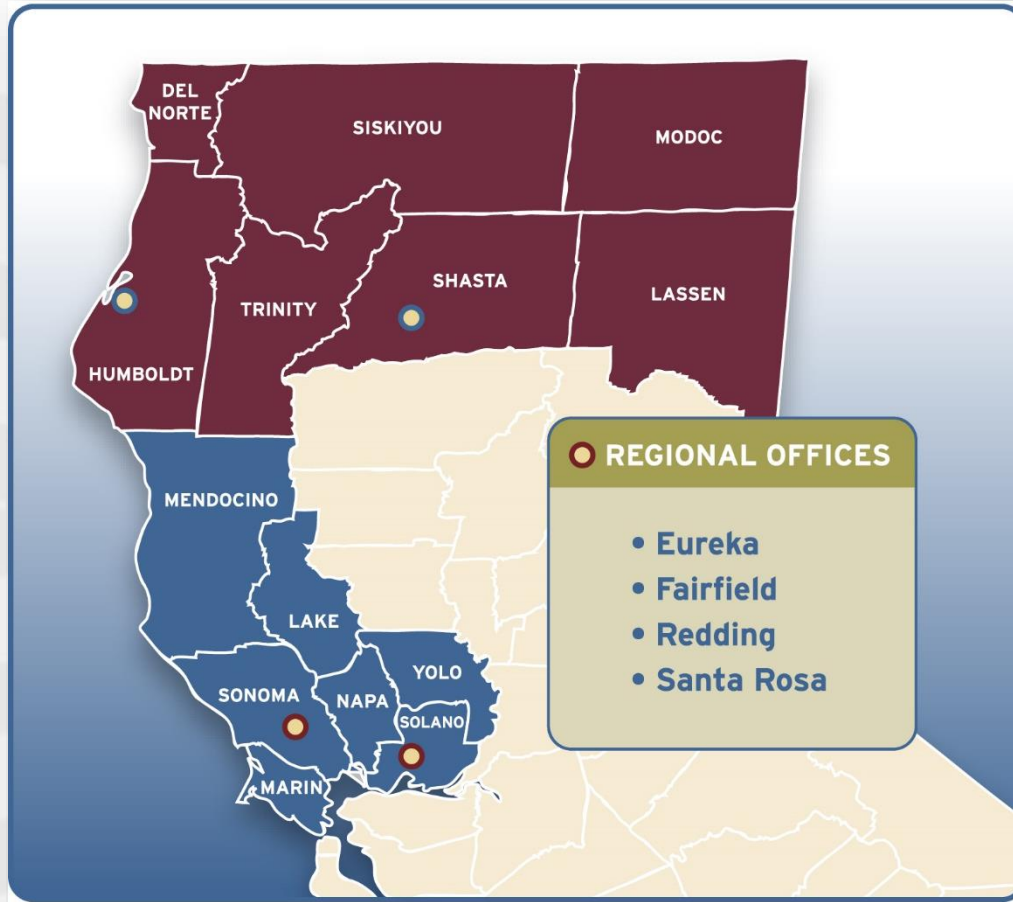 DEL
NORTE
SISKIYOU
MODOC
SHASTA
LASSEN
TRINITY
HUMBOLDT
REGIONAL OFFICES
MENDOCINO
• Eureka
• Fairfield
• Redding
• Santa Rosa
LAKE
YOLO
SONOMA
NAPA
SOLANO
MARIN